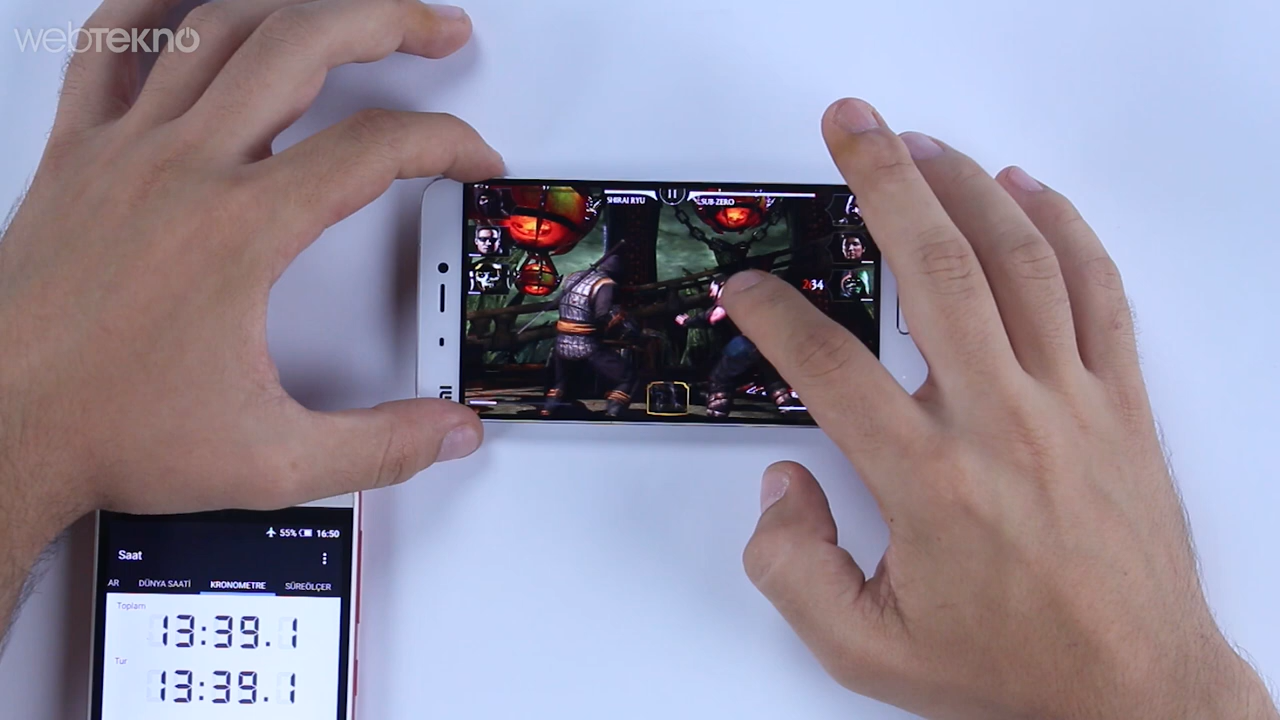 webTEKNO
SHIRAI RYU
SUB-ZERO
234
MI
55% 16:50
Saat
AR DÜNYA SAATİ KRONOMETRE SÜREÖLÇER
Toplam
13:39.1
Tur
13:39.1